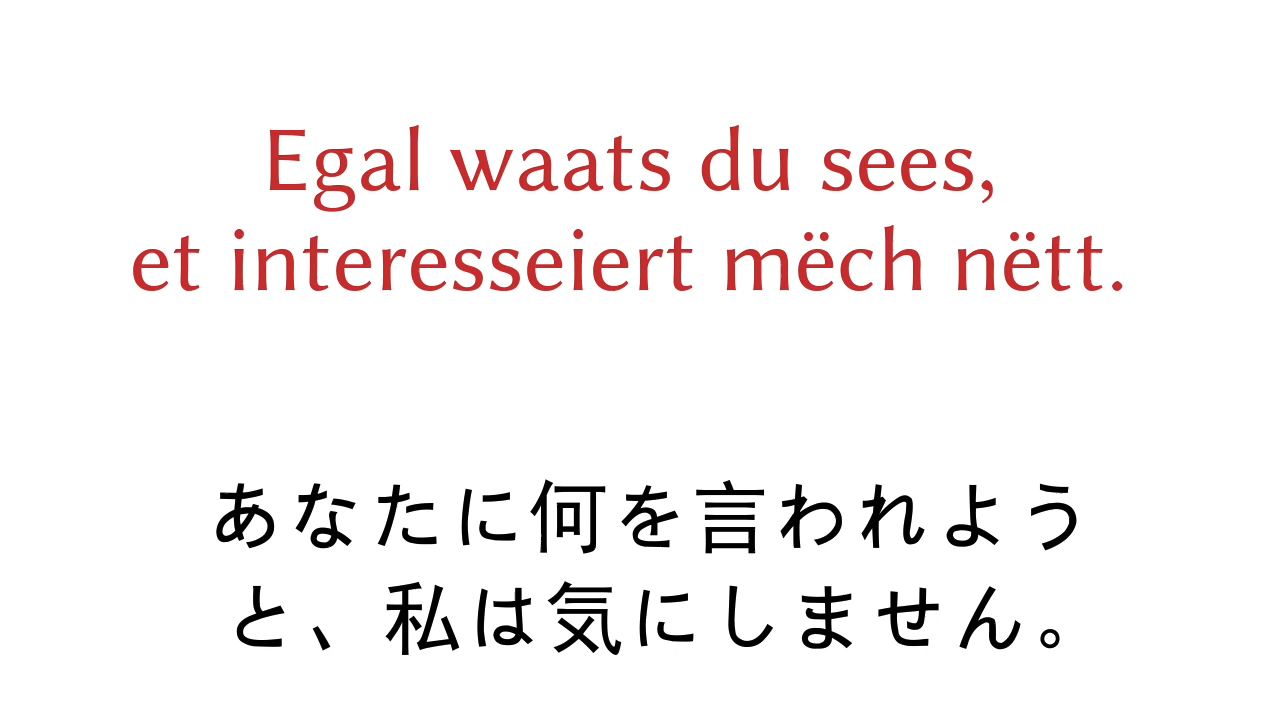 Egal waats du sees,
et interesseiert mëch nëtt.
あなたに何を言われよう
と、私は気にしません。